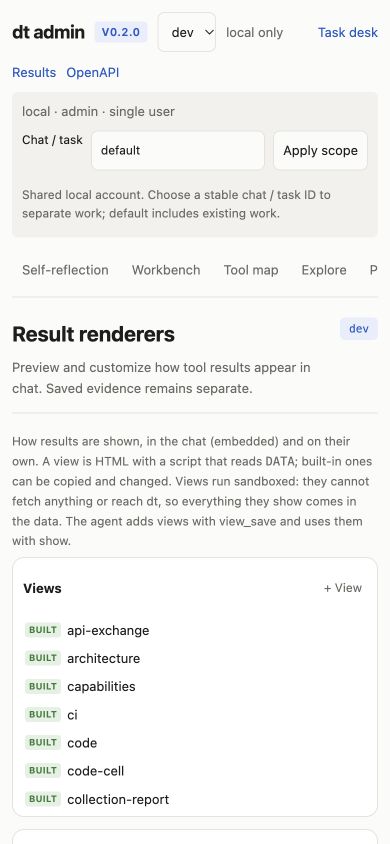 dt admin V0.2.0 dev local only Task desk
Results OpenAPI
local · admin · single user
Chat / task default Apply scope
Shared local account. Choose a stable chat / task ID to
separate work; default includes existing work.
Self-reflection Workbench Tool map Explore P
Result renderers dev
Preview and customize how tool results appear in
chat. Saved evidence remains separate.
How results are shown, in the chat (embedded) and on their
own. A view is HTML with a script that reads DATA; built-in ones
can be copied and changed. Views run sandboxed: they cannot
fetch anything or reach dt, so everything they show comes in
the data. The agent adds views with view_save and uses them
with show.
Views + View
BUILT api-exchange
BUILT architecture
BUILT capabilities
BUILT ci
BUILT code
BUILT code-cell
BUILT collection-report